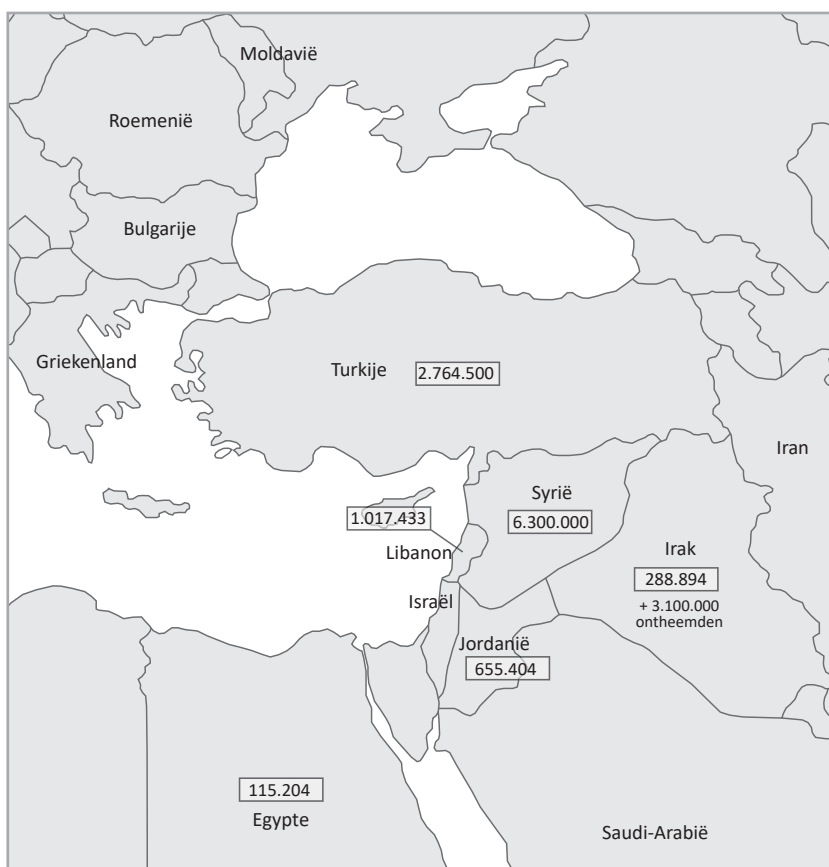 Moldavië
Roemenië
Bulgarije
Griekenland
Turkije 2.764.500
Iran
Syrië
6.300.000
1.017.433
Libanon
Irak
288.894
+ 3.100.000
ontheemden
Israël
Jordanië
655.404
115.204
Egypte
Saudi-Arabië